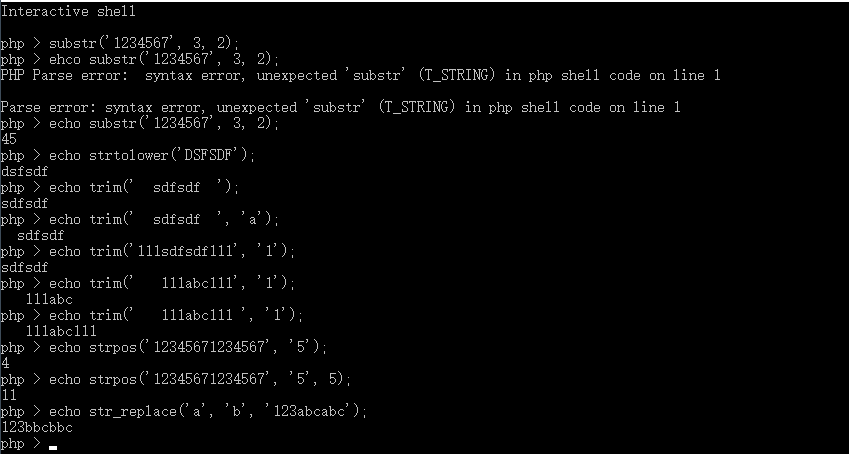 Interactive shell
php > substr('1234567', 3, 2);
php > ehco substr('1234567', 3, 2);
PHP Parse error:  syntax error, unexpected 'substr' (T_STRING) in php shell code on line 1
Parse error: syntax error, unexpected 'substr' (T_STRING) in php shell code on line 1
php > echo substr('1234567', 3, 2);
45
php > echo strtolower('DSFSDF');
dsfsdf
php > echo trim('  sdfsdf  ');
sdfsdf
php > echo trim('  sdfsdf  ', 'a');
  sdfsdf
php > echo trim('111sdfsdf111', '1');
sdfsdf
php > echo trim('   111abc111', '1');
   111abc
php > echo trim('   111abc111 ', '1');
   111abc111
php > echo strpos('12345671234567', '5');
4
php > echo strpos('12345671234567', '5', 5);
11
php > echo str_replace('a', 'b', '123abcabc');
123bbcbbc
php >